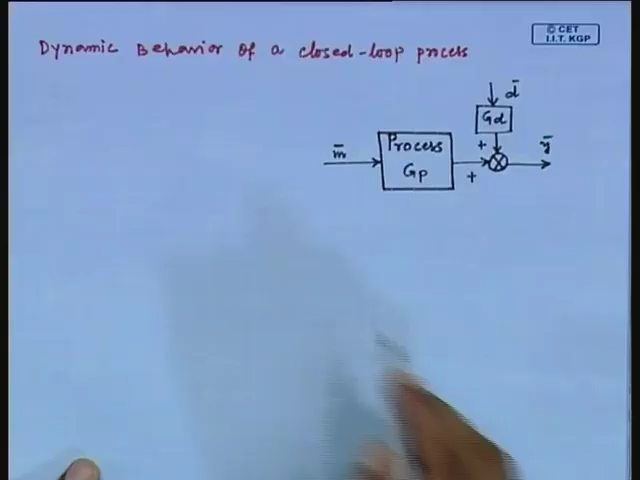 © CET
I.I.T. KGP
Dynamic Behavior of a closed-loop process
d̄
Gd
+
ȳ
m̄
Process
Gp
+